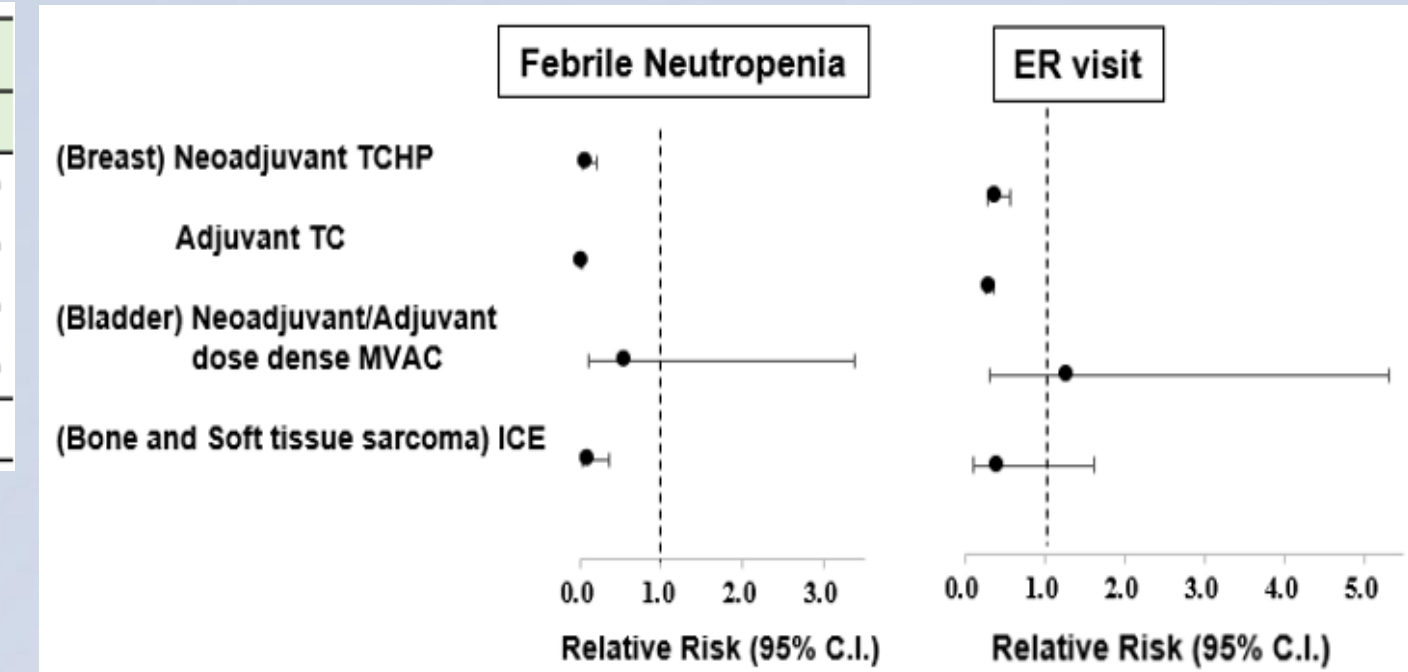 Febrile Neutropenia
ER visit
(Breast) Neoadjuvant TCHP
Adjuvant TC
(Bladder) Neoadjuvant/Adjuvant
dose dense MVAC
(Bone and Soft tissue sarcoma) ICE
0.0 1.0 2.0 3.0
0.0 1.0 2.0 3.0 4.0 5.0
Relative Risk (95% C.I.)
Relative Risk (95% C.I.)